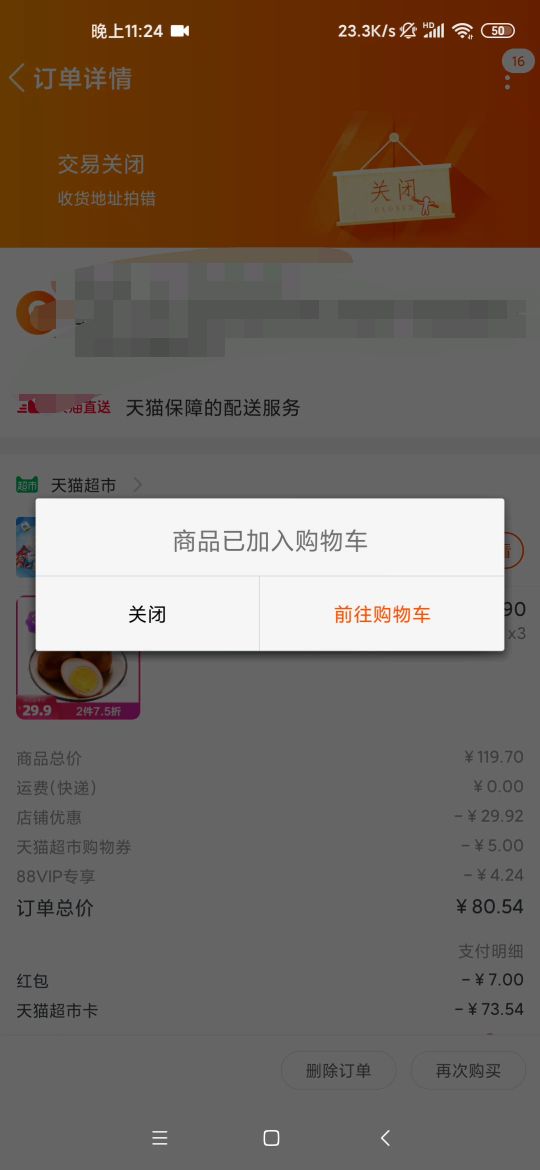 晚上11:24
23.3K/s
HD
50
订单详情
16
交易关闭
收货地址拍错
关闭
CLOSED
直送 天猫保障的配送服务
超市 天猫超市
商品已加入购物车
关闭 前往购物车
90
x3
29.9 2件7.5折
商品总价 ¥119.70
运费(快递) ¥0.00
店铺优惠 -¥29.92
天猫超市购物券 -¥5.00
88VIP专享 -¥4.24
订单总价 ¥80.54
支付明细
红包 -¥7.00
天猫超市卡 -¥73.54
删除订单 再次购买